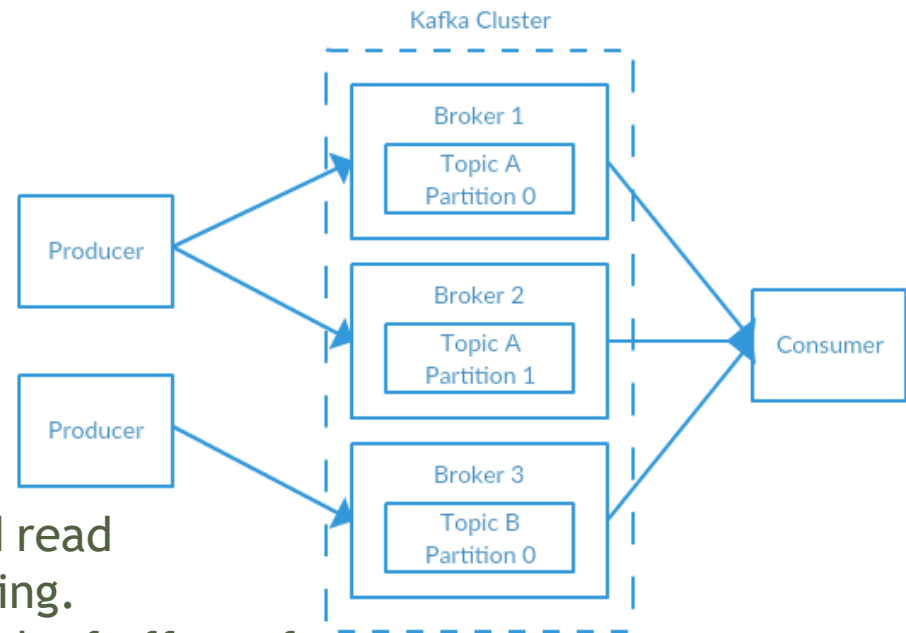 Kafka Cluster
Broker 1
Topic A
Partition 0
Producer
Broker 2
Topic A
Partition 1
Consumer
Producer
Broker 3
Topic B
Partition 0
read
ing.